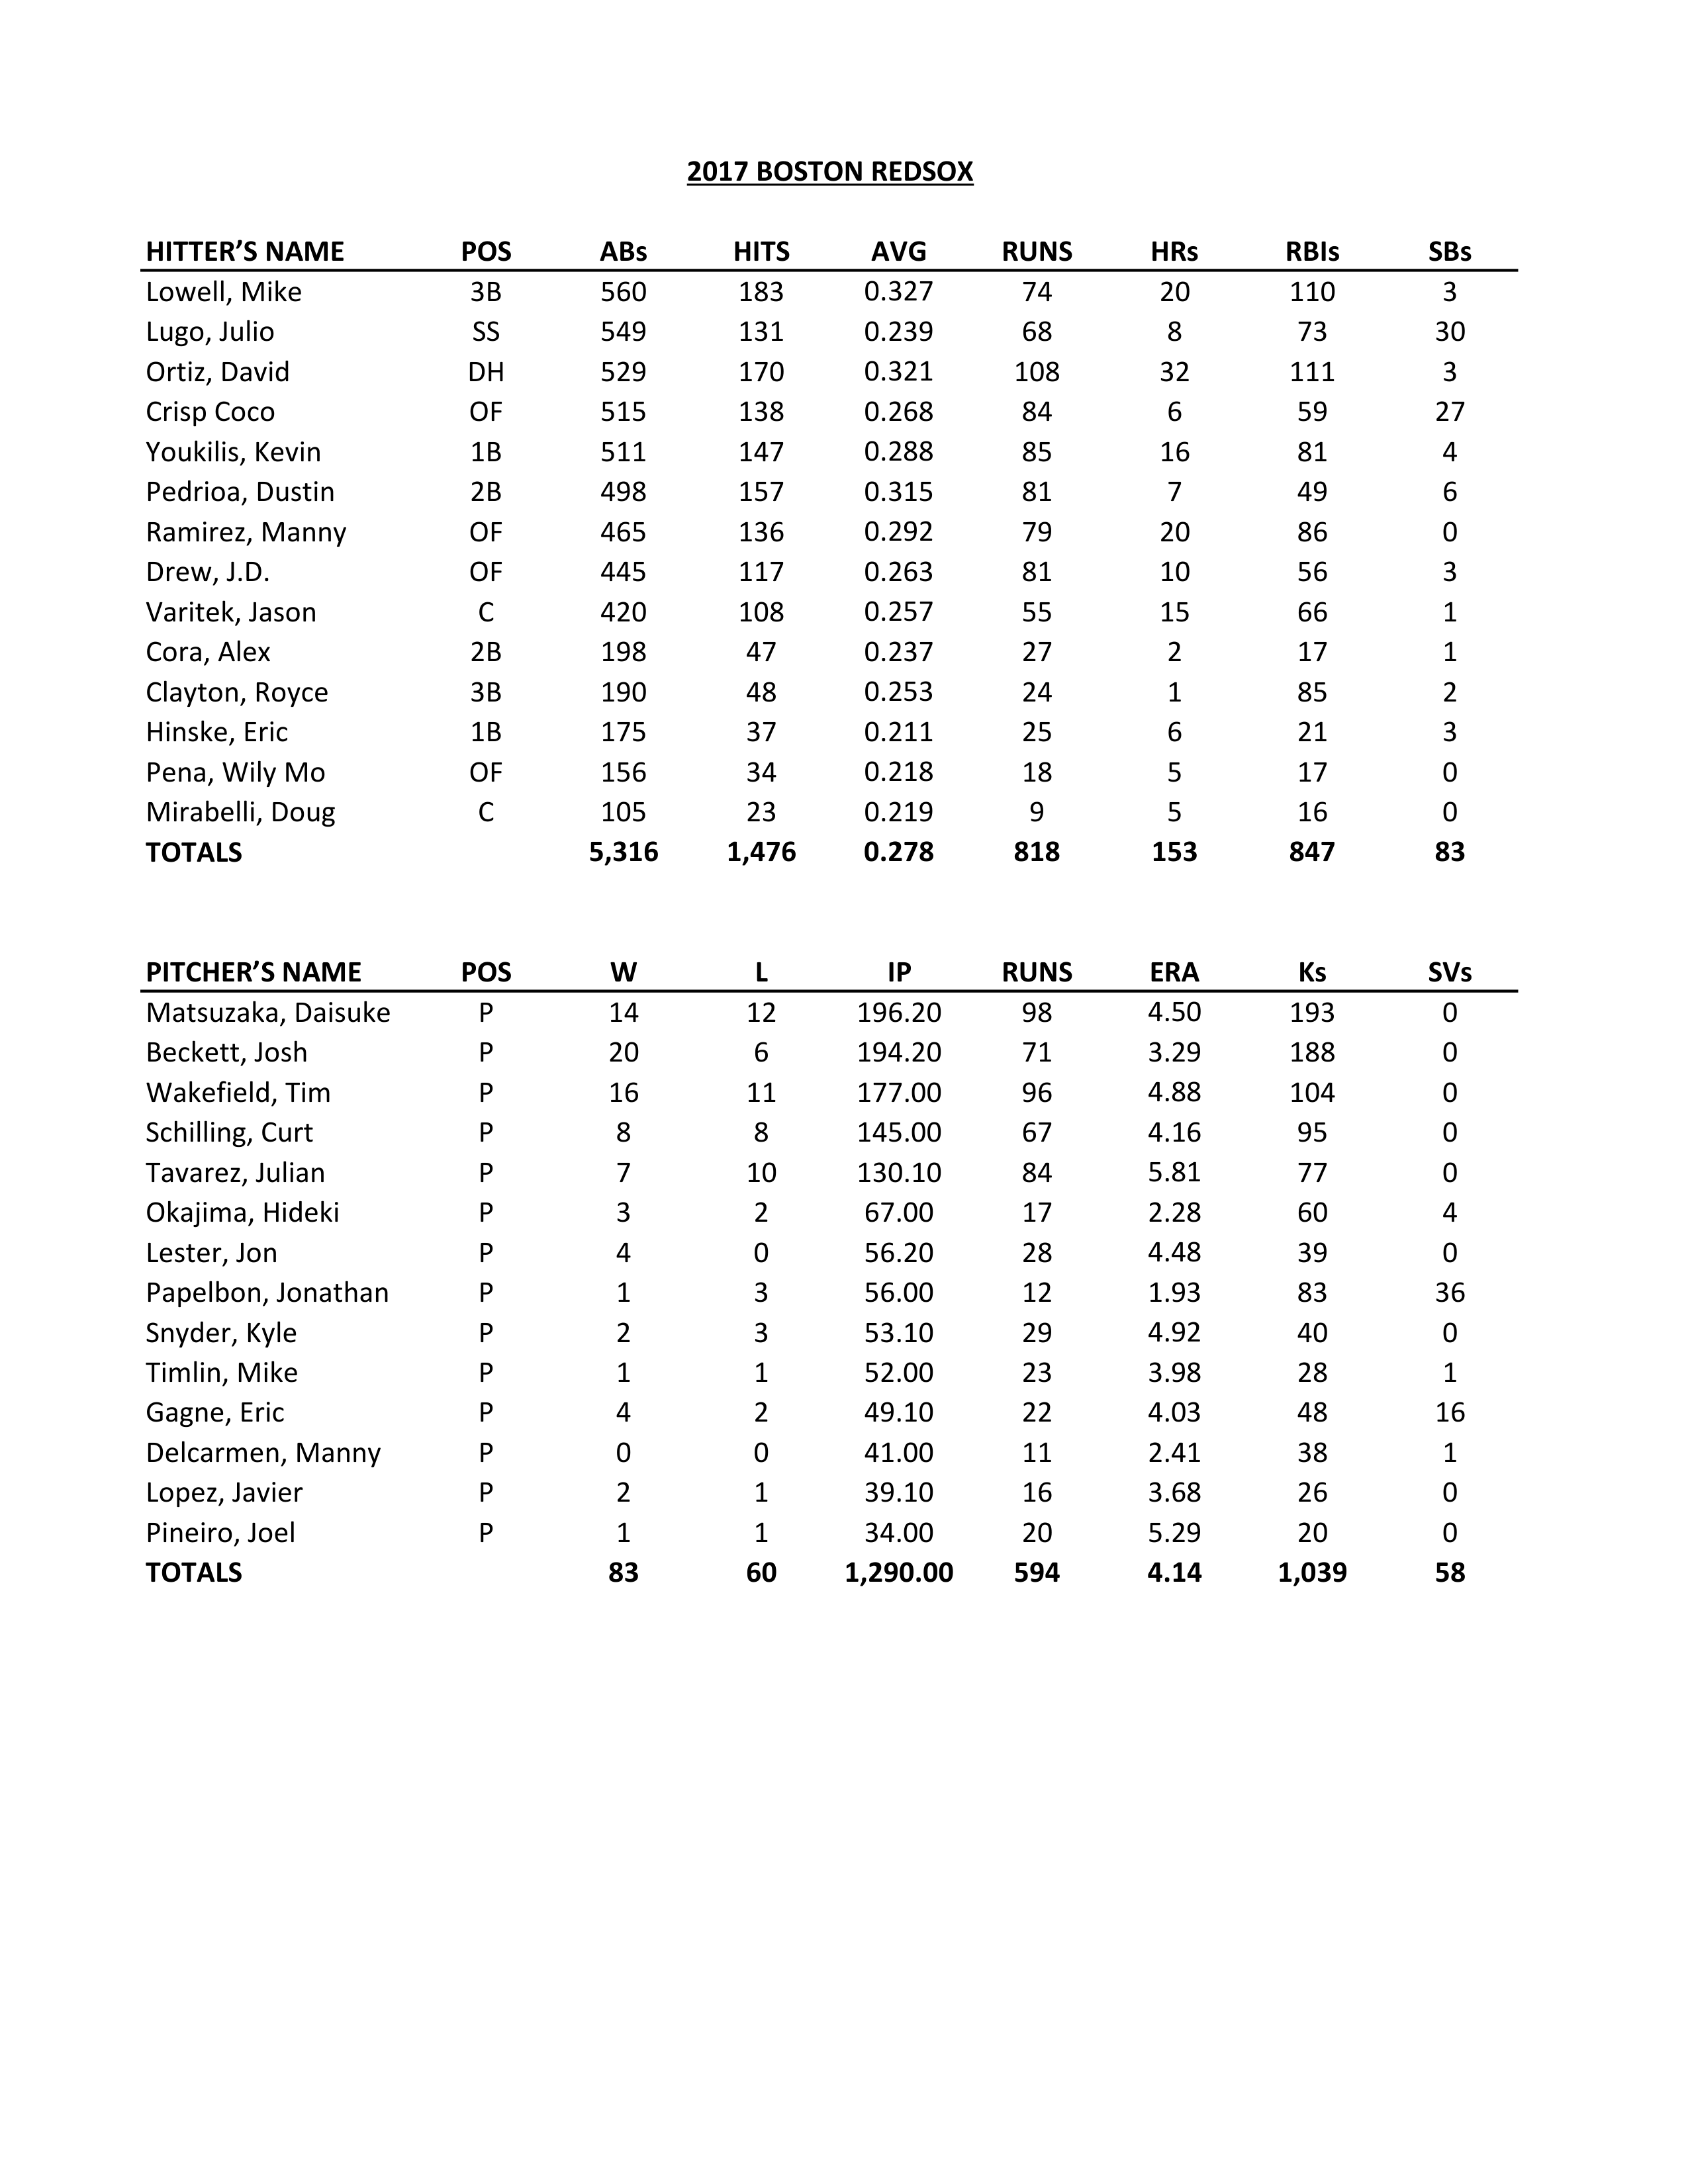 2017 BOSTON REDSOX
HITTER’S NAME POS ABs HITS AVG RUNS HRs RBIs SBs
Lowell, Mike 3B 560 183 0.327 74 20 110 3
Lugo, Julio SS 549 131 0.239 68 8 73 30
Ortiz, David DH 529 170 0.321 108 32 111 3
Crisp Coco OF 515 138 0.268 84 6 59 27
Youkilis, Kevin 1B 511 147 0.288 85 16 81 4
Pedrioa, Dustin 2B 498 157 0.315 81 7 49 6
Ramirez, Manny OF 465 136 0.292 79 20 86 0
Drew, J.D. OF 445 117 0.263 81 10 56 3
Varitek, Jason C 420 108 0.257 55 15 66 1
Cora, Alex 2B 198 47 0.237 27 2 17 1
Clayton, Royce 3B 190 48 0.253 24 1 85 2
Hinske, Eric 1B 175 37 0.211 25 6 21 3
Pena, Wily Mo OF 156 34 0.218 18 5 17 0
Mirabelli, Doug C 105 23 0.219 9 5 16 0
TOTALS 5,316 1,476 0.278 818 153 847 83
PITCHER’S NAME POS W L IP RUNS ERA Ks SVs
Matsuzaka, Daisuke P 14 12 196.20 98 4.50 193 0
Beckett, Josh P 20 6 194.20 71 3.29 188 0
Wakefield, Tim P 16 11 177.00 96 4.88 104 0
Schilling, Curt P 8 8 145.00 67 4.16 95 0
Tavarez, Julian P 7 10 130.10 84 5.81 77 0
Okajima, Hideki P 3 2 67.00 17 2.28 60 4
Lester, Jon P 4 0 56.20 28 4.48 39 0
Papelbon, Jonathan P 1 3 56.00 12 1.93 83 36
Snyder, Kyle P 2 3 53.10 29 4.92 40 0
Timlin, Mike P 1 1 52.00 23 3.98 28 1
Gagne, Eric P 4 2 49.10 22 4.03 48 16
Delcarmen, Manny P 0 0 41.00 11 2.41 38 1
Lopez, Javier P 2 1 39.10 16 3.68 26 0
Pineiro, Joel P 1 1 34.00 20 5.29 20 0
TOTALS 83 60 1,290.00 594 4.14 1,039 58